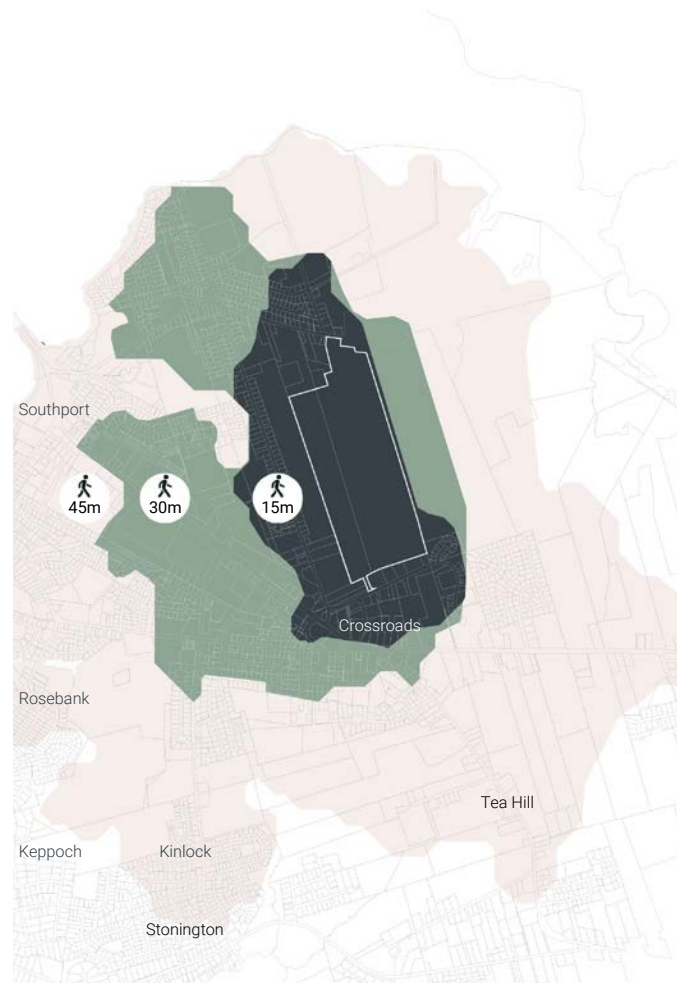 Southport
45m
30m
15m
Crossroads
Rosebank
Tea Hill
Keppoch
Kinlock
Stonington